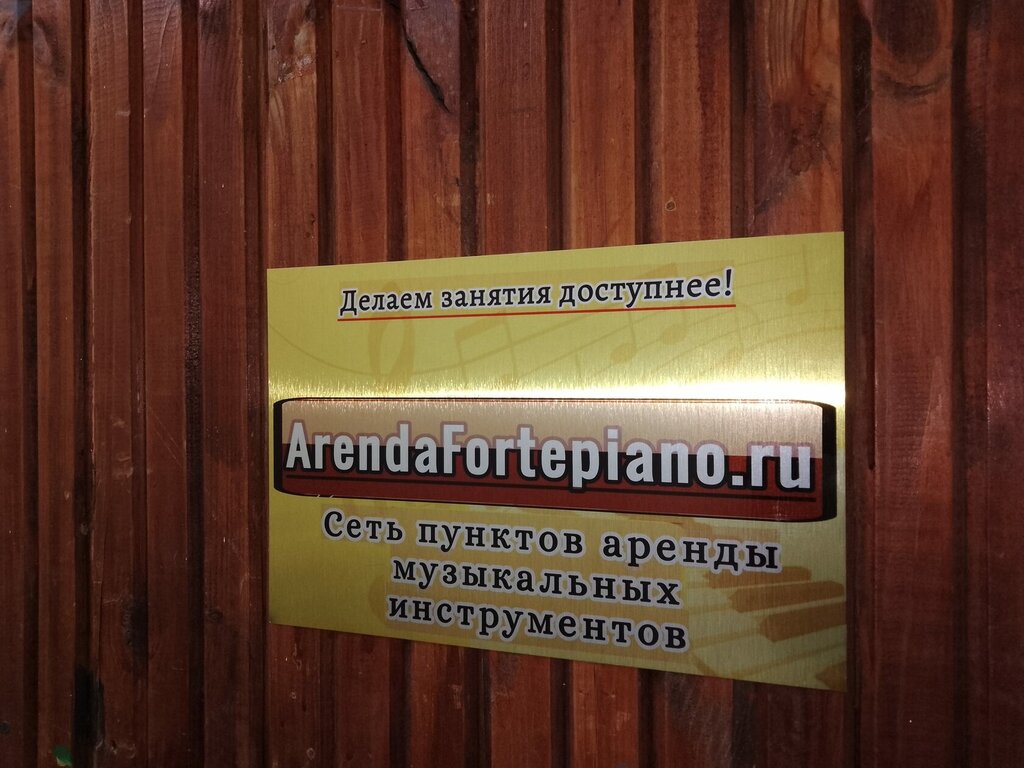 Делаем занятия доступнее!
ArendaFortepiano.ru
Сеть пунктов аренды
музыкальных
инструментов